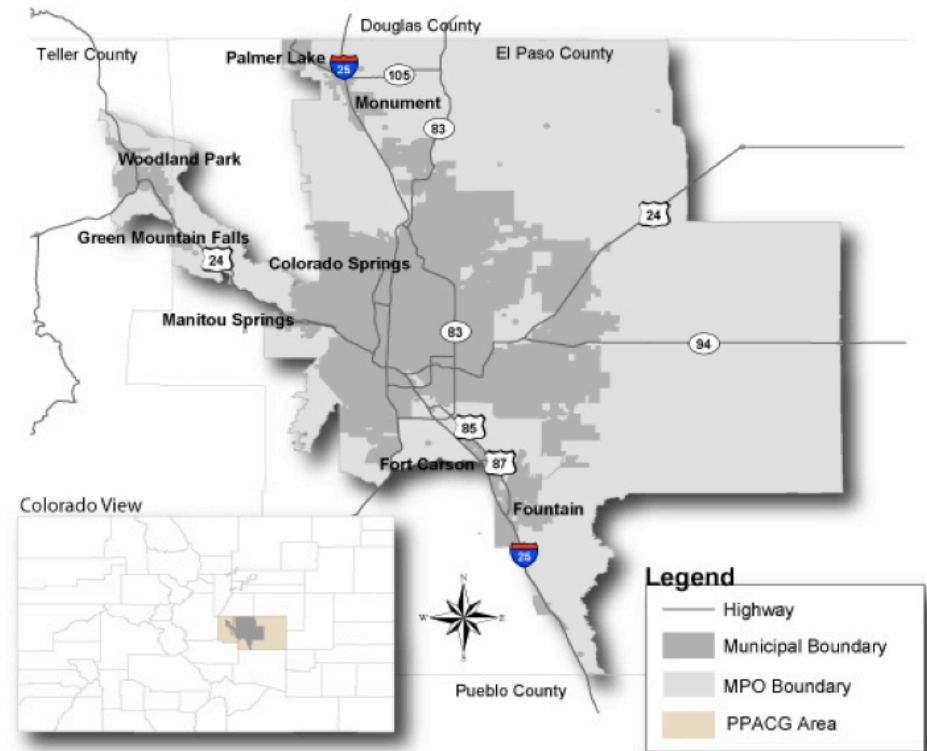 Douglas County
Teller County
El Paso County
Palmer Lake
25
105
Monument
83
Woodland Park
24
Green Mountain Falls
24
Colorado Springs
Manitou Springs
83
94
85
Fort Carson
87
Fountain
25
Colorado View
N
W E
S
Pueblo County
Legend
Highway
Municipal Boundary
MPO Boundary
PPACG Area